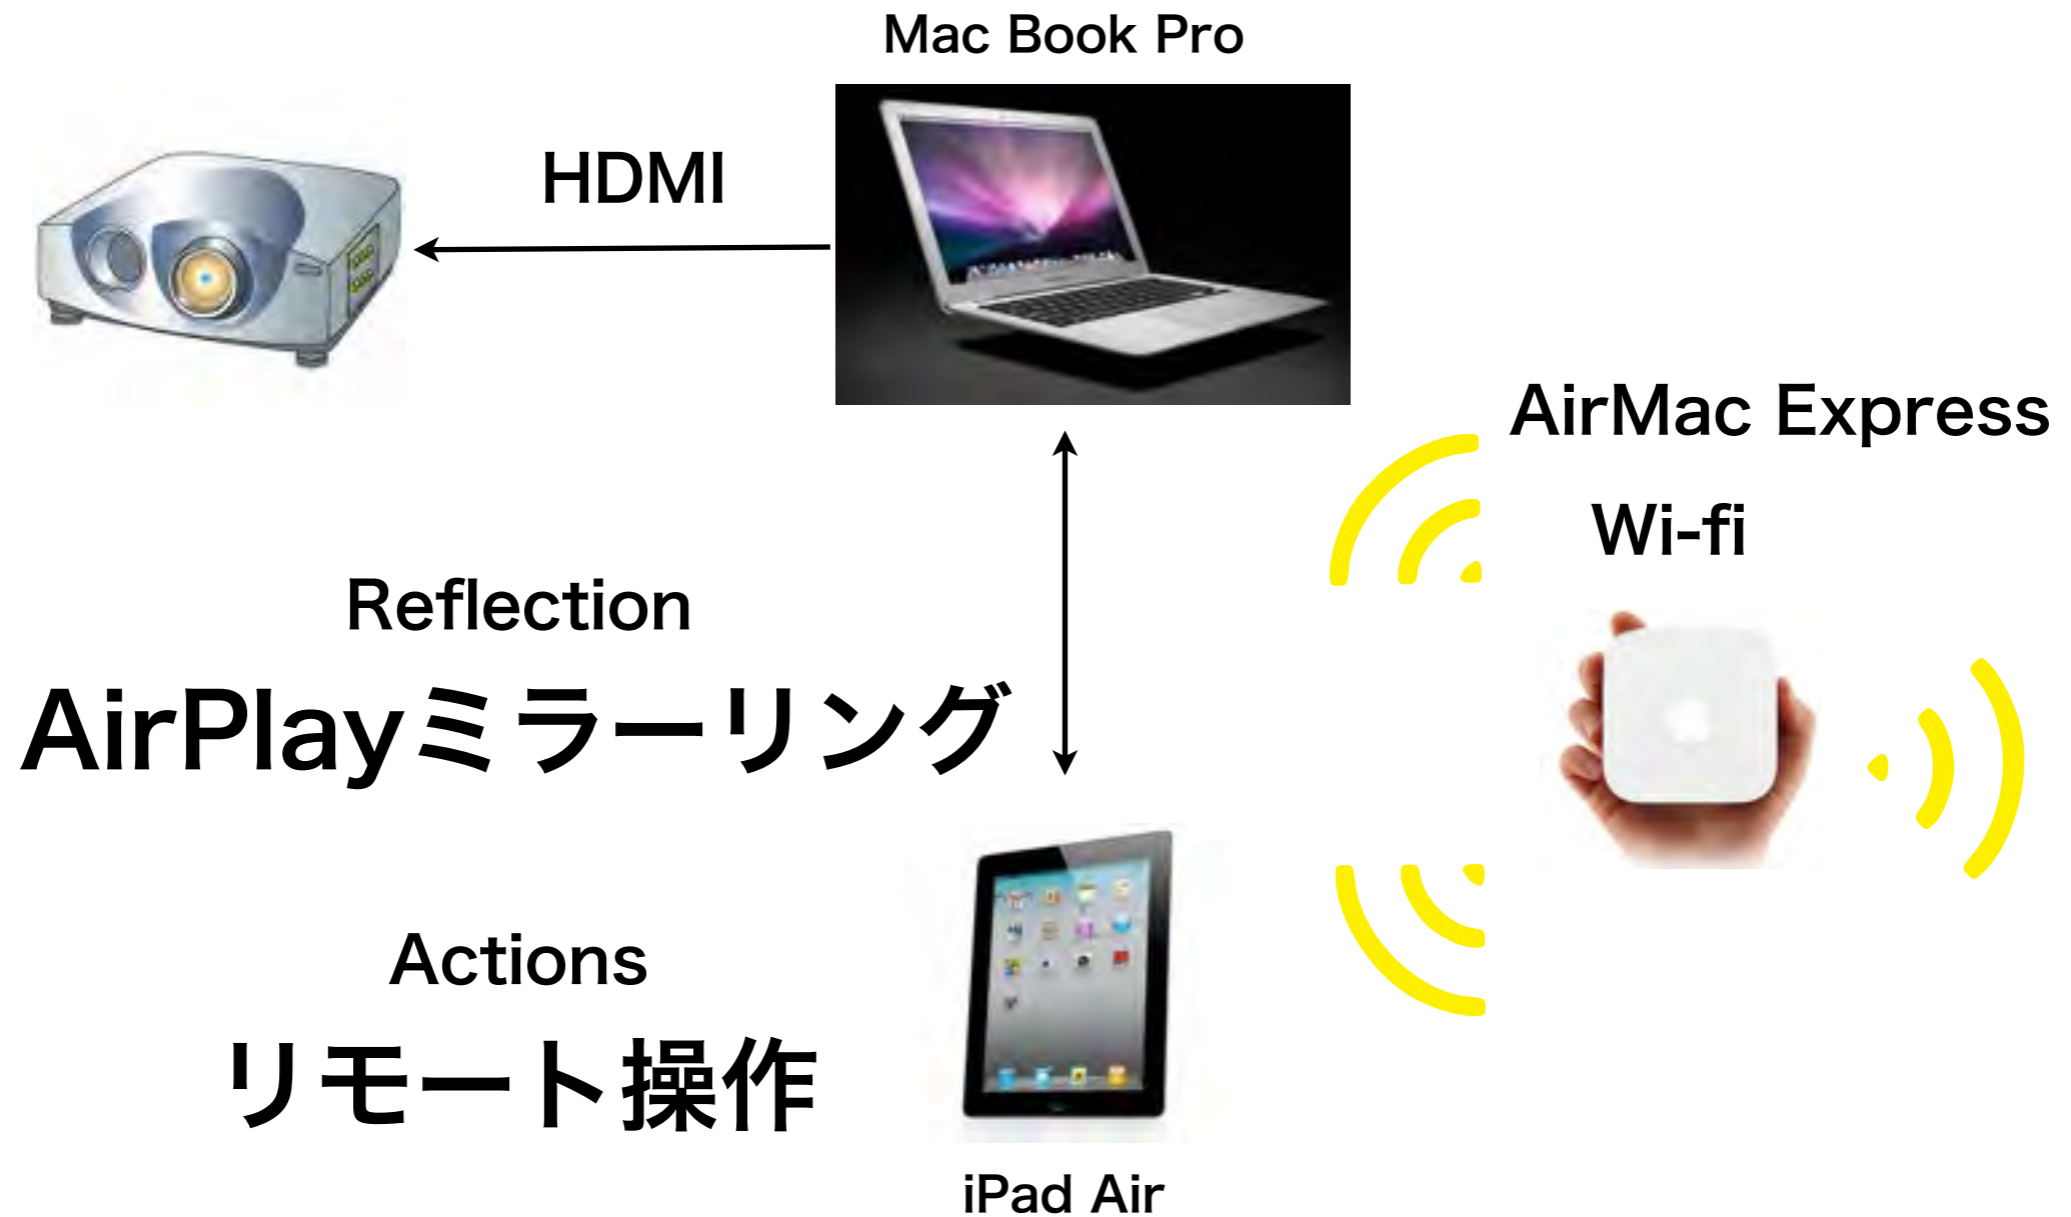 Mac Book Pro
HDMI
AirMac Express
Wi-fi
Reflection
AirPlayミラーリング
Actions
リモート操作
iPad Air